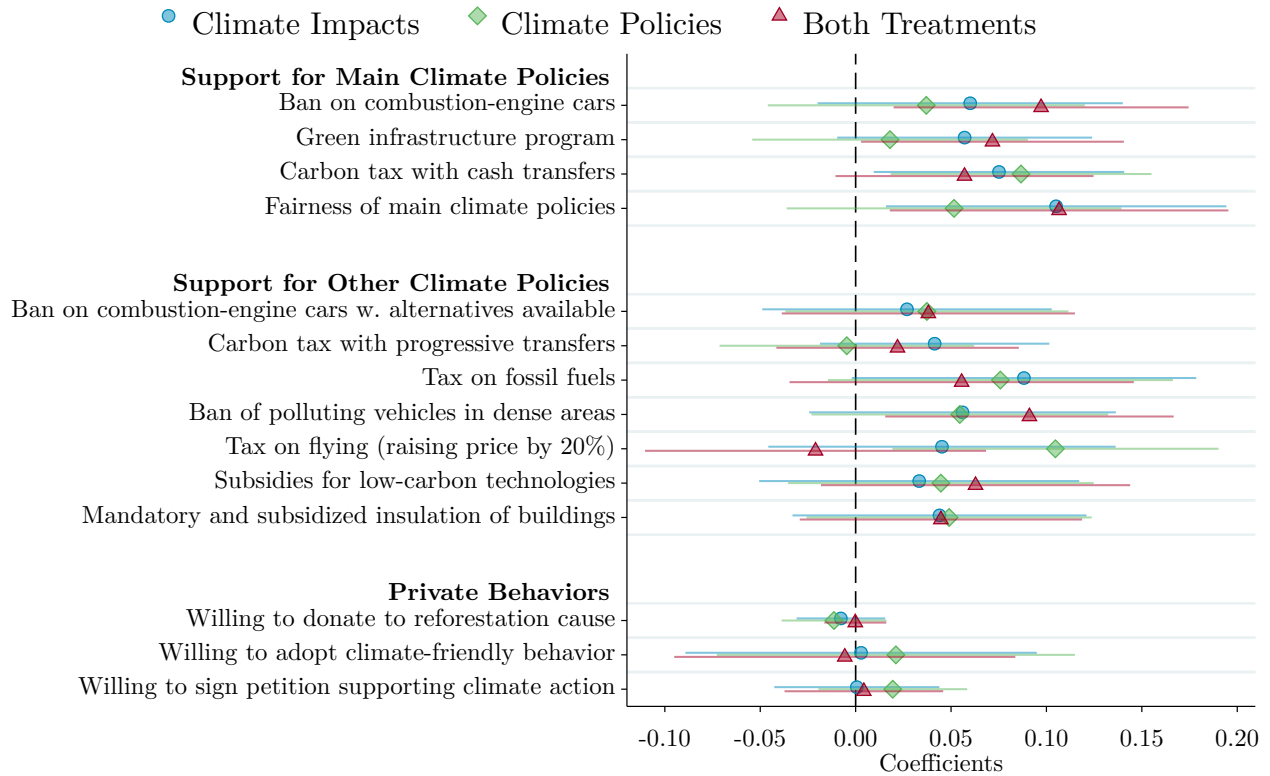 Climate Impacts Climate Policies Both Treatments
Support for Main Climate Policies
Ban on combustion-engine cars
Green infrastructure program
Carbon tax with cash transfers
Fairness of main climate policies
Support for Other Climate Policies
Ban on combustion-engine cars w. alternatives available
Carbon tax with progressive transfers
Tax on fossil fuels
Ban of polluting vehicles in dense areas
Tax on flying (raising price by 20%)
Subsidies for low-carbon technologies
Mandatory and subsidized insulation of buildings
Private Behaviors
Willing to donate to reforestation cause
Willing to adopt climate-friendly behavior
Willing to sign petition supporting climate action
-0.10 -0.05 0.00 0.05 0.10 0.15 0.20
Coefficients